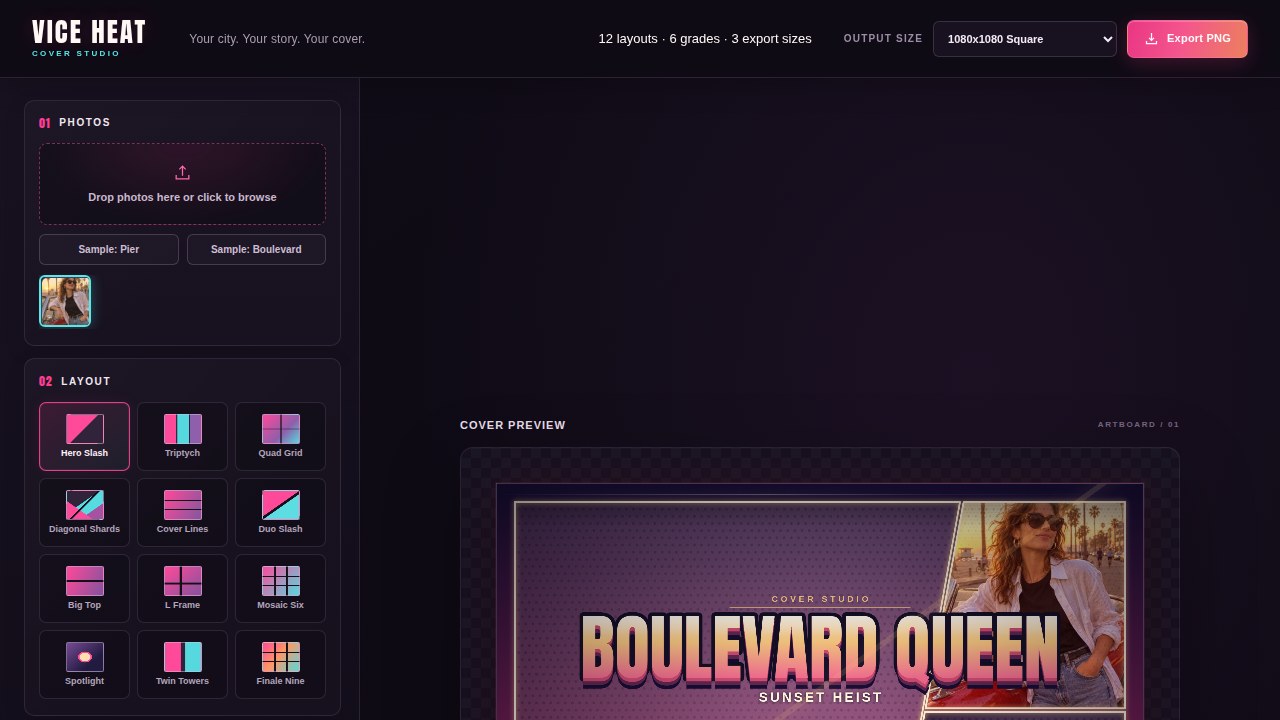 VICE HEAT
COVER STUDIO
Your city. Your story. Your cover.
12 layouts · 6 grades · 3 export sizes
OUTPUT SIZE
1080x1080 Square
Export PNG
01 PHOTOS
Drop photos here or click to browse
Sample: Pier
Sample: Boulevard
02 LAYOUT
Hero Slash
Triptych
Quad Grid
Diagonal Shards
Cover Lines
Duo Slash
Big Top
L Frame
Mosaic Six
Spotlight
Twin Towers
Finale Nine
COVER PREVIEW
ARTBOARD / 01
COVER STUDIO
BOULEVARD QUEEN
SUNSET HEIST